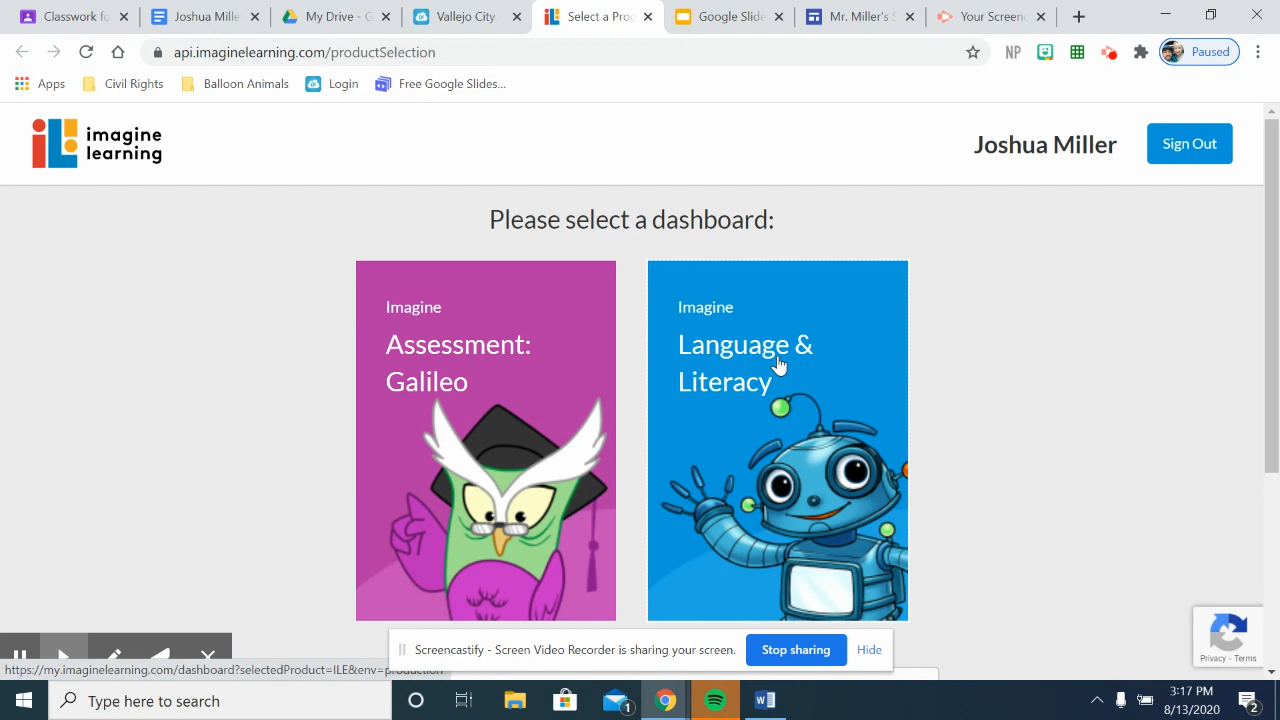 Classwork fo
Joshua Mille
My Drive - G
Vallejo City -
Select a Proc
Google Slide
Mr. Miller's S
Your Screenc
api.imaginelearning.com/productSelection
NP
Paused
Apps
Civil Rights
Balloon Animals
Login
Free Google Slides...
imagine
learning
Joshua Miller
Sign Out
Please select a dashboard:
Imagine
Assessment:
Galileo
Imagine
Language &
Literacy
Screencastify - Screen Video Recorder is sharing your screen.
Stop sharing
Hide
Privacy - Terms
https://my.imaginelearning.com/dashboard?selectedProduct=ILE&env=production
Type here to search
1
3:17 PM
8/13/2020
2